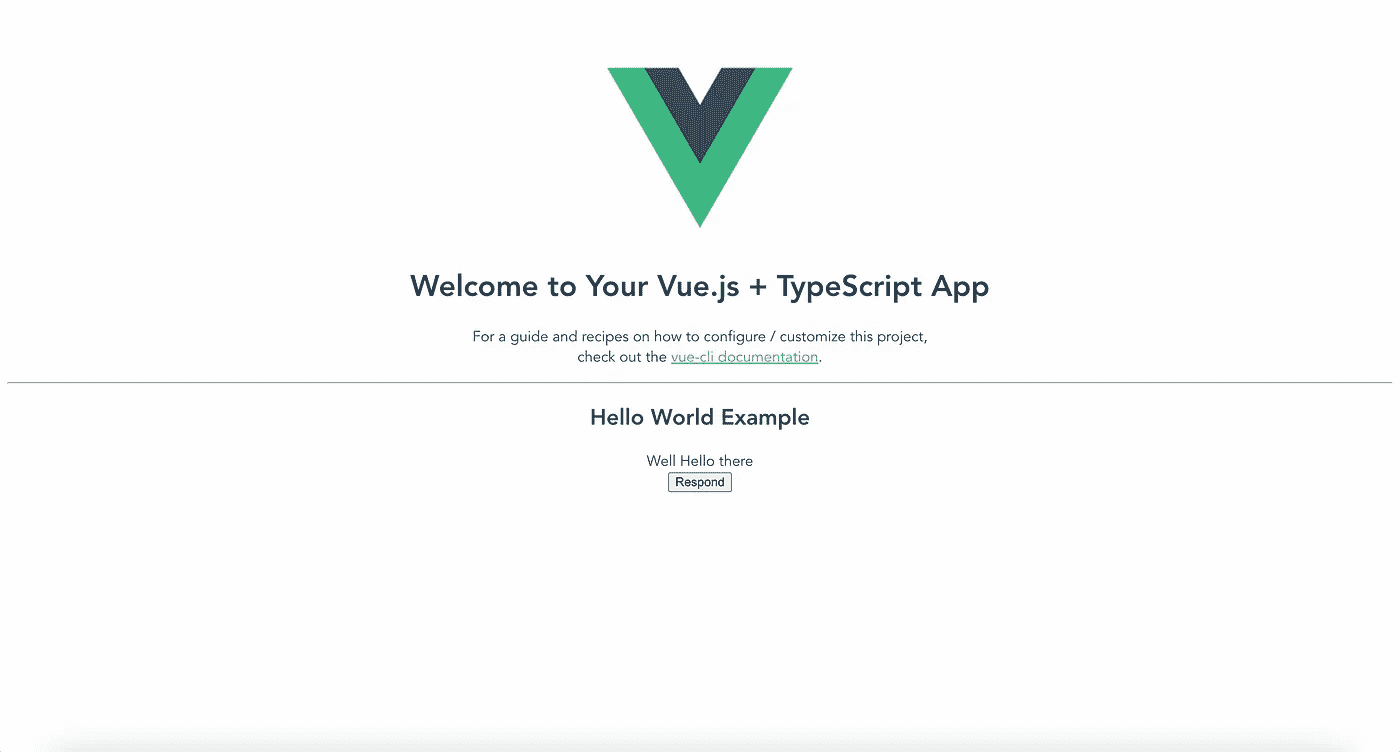 Welcome to Your Vue.js + TypeScript App
For a guide and recipes on how to configure / customize this project,
check out the vue-cli documentation.
Hello World Example
Well Hello there
Respond